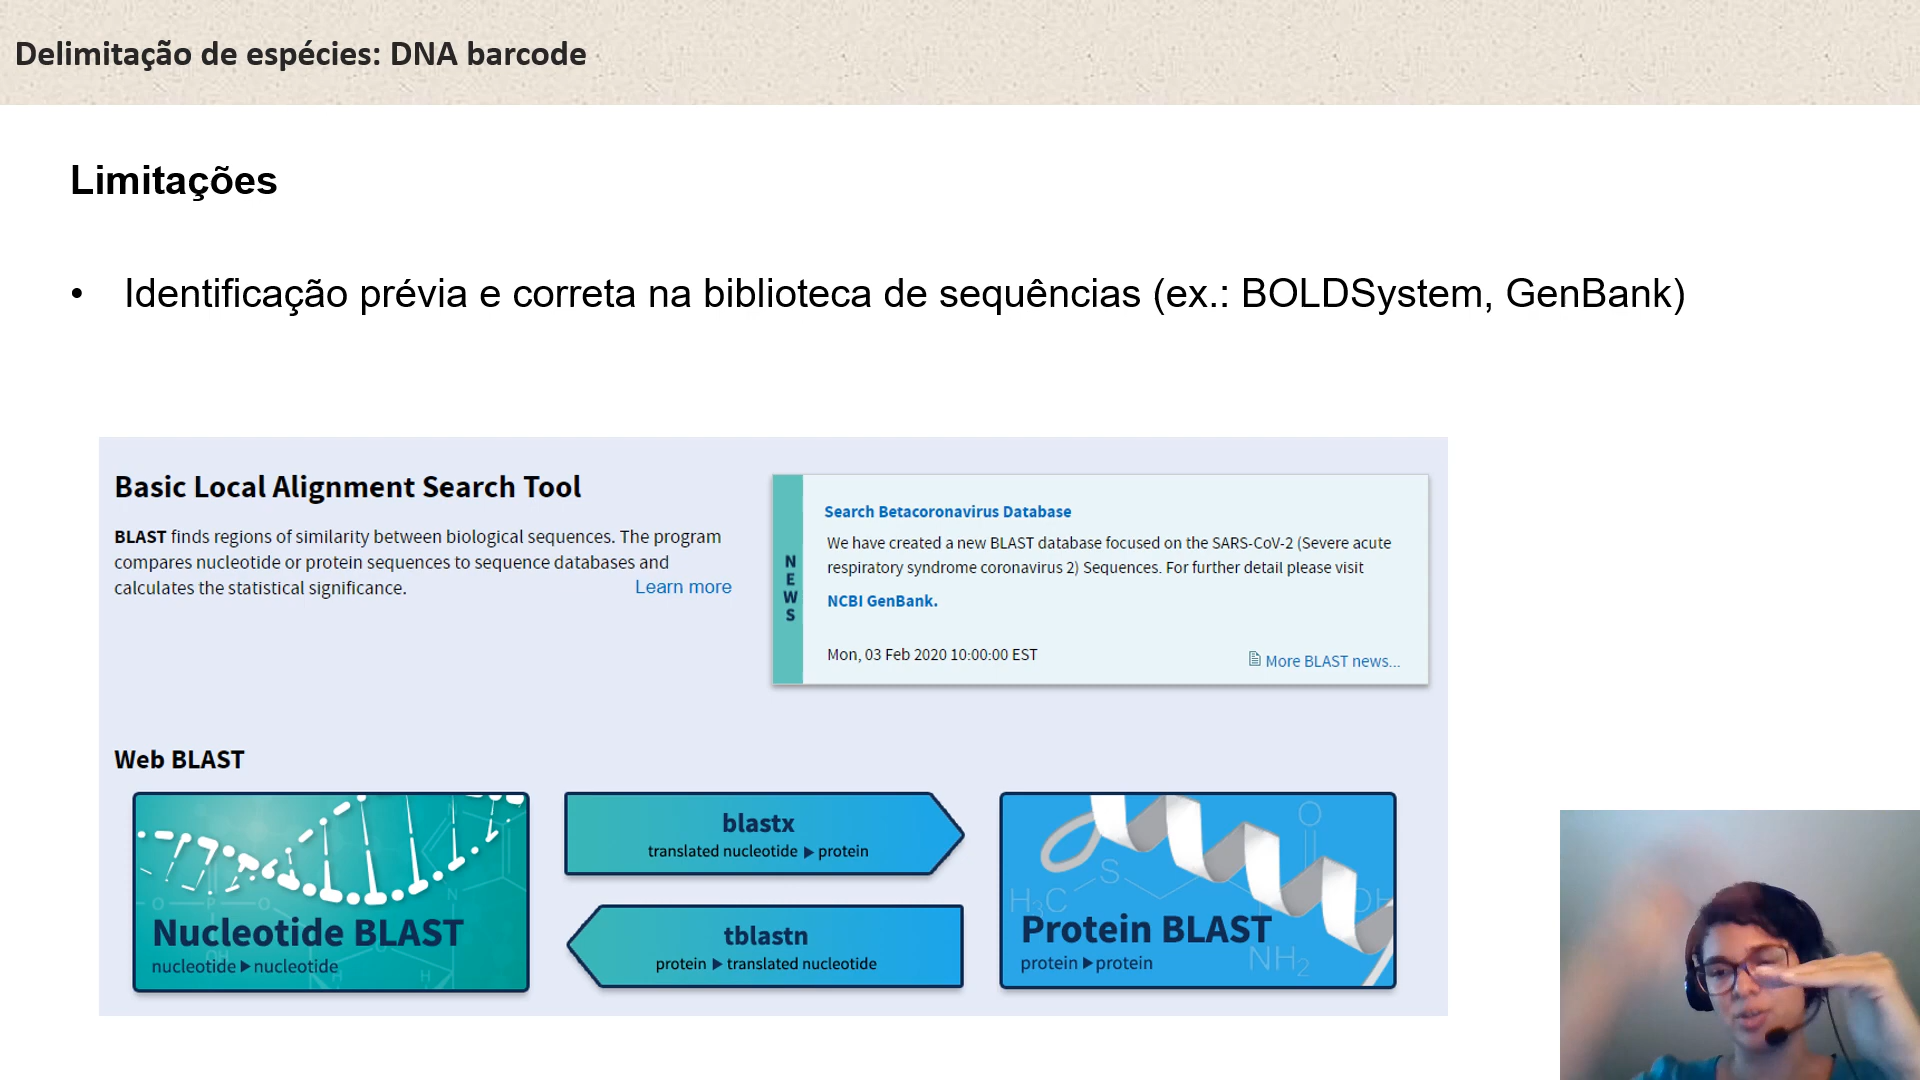 Delimitação de espécies: DNA barcode
Limitações
• Identificação prévia e correta na biblioteca de sequências (ex.: BOLDSystem, GenBank)
Basic Local Alignment Search Tool
BLAST finds regions of similarity between biological sequences. The program
compares nucleotide or protein sequences to sequence databases and
calculates the statistical significance.
Learn more
NEWS
Search Betacoronavirus Database
We have created a new BLAST database focused on the SARS-CoV-2 (Severe acute
respiratory syndrome coronavirus 2) Sequences. For further detail please visit
NCBI GenBank.
Mon, 03 Feb 2020 10:00:00 EST
More BLAST news...
Web BLAST
Nucleotide BLAST
nucleotide ▶ nucleotide
blastx
translated nucleotide ▶ protein
tblastn
protein ▶ translated nucleotide
O
S
H₃C
OH
NH₂
Protein BLAST
protein ▶ protein